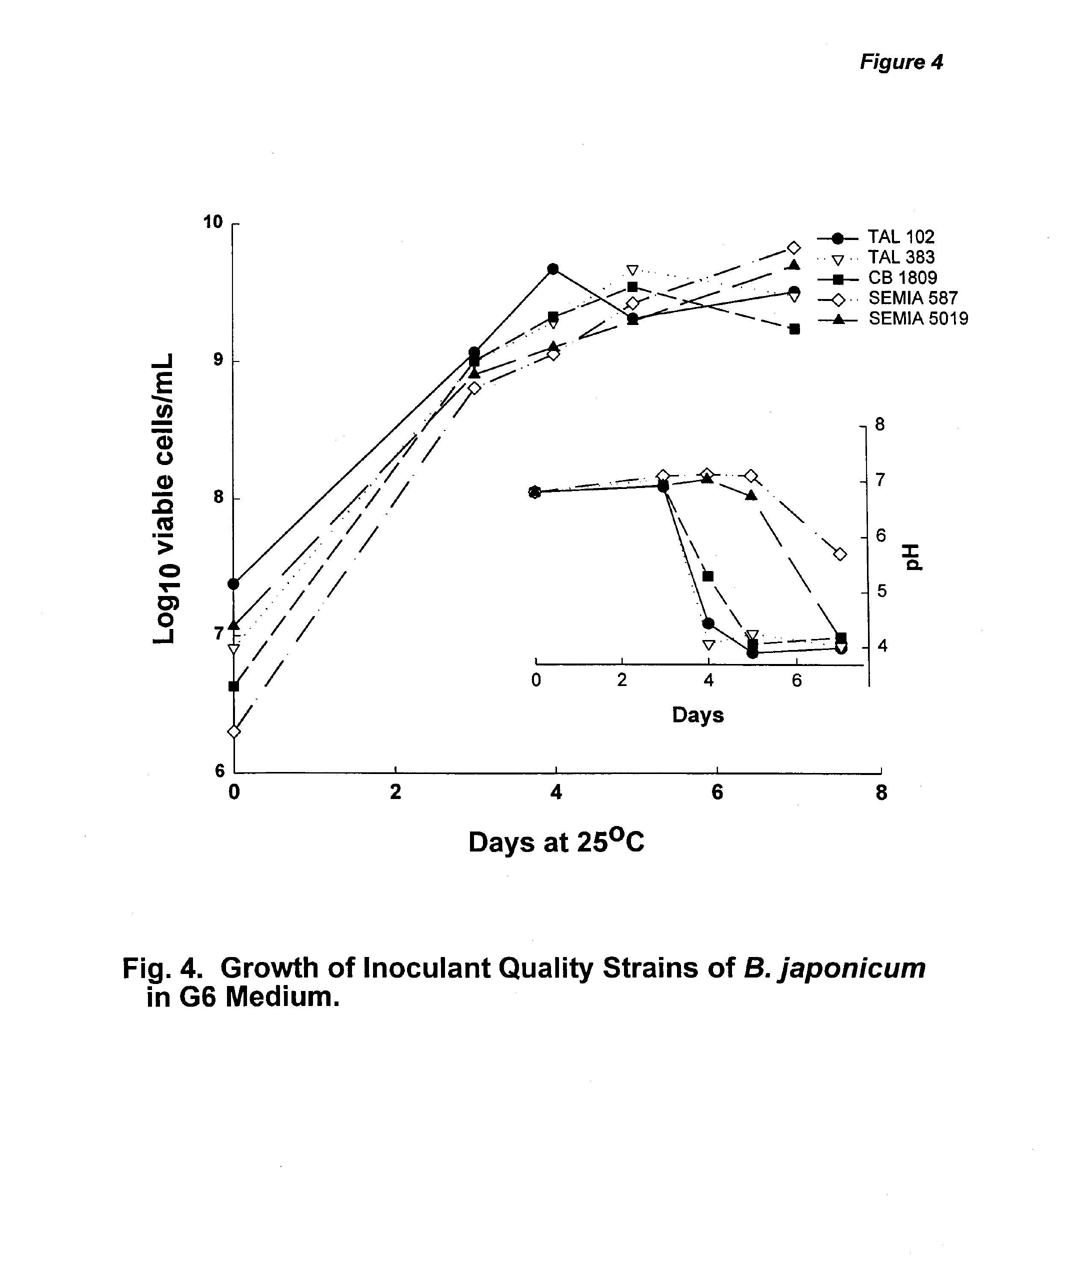 Figure 4
10
9
8
7
6
Log10 viable cells/mL
TAL 102
TAL 383
CB 1809
SEMIA 587
SEMIA 5019
8
7
6
5
4
pH
0 2 4 6
Days
0 2 4 6 8
Days at 25°C
Fig. 4. Growth of Inoculant Quality Strains of B. japonicum
in G6 Medium.